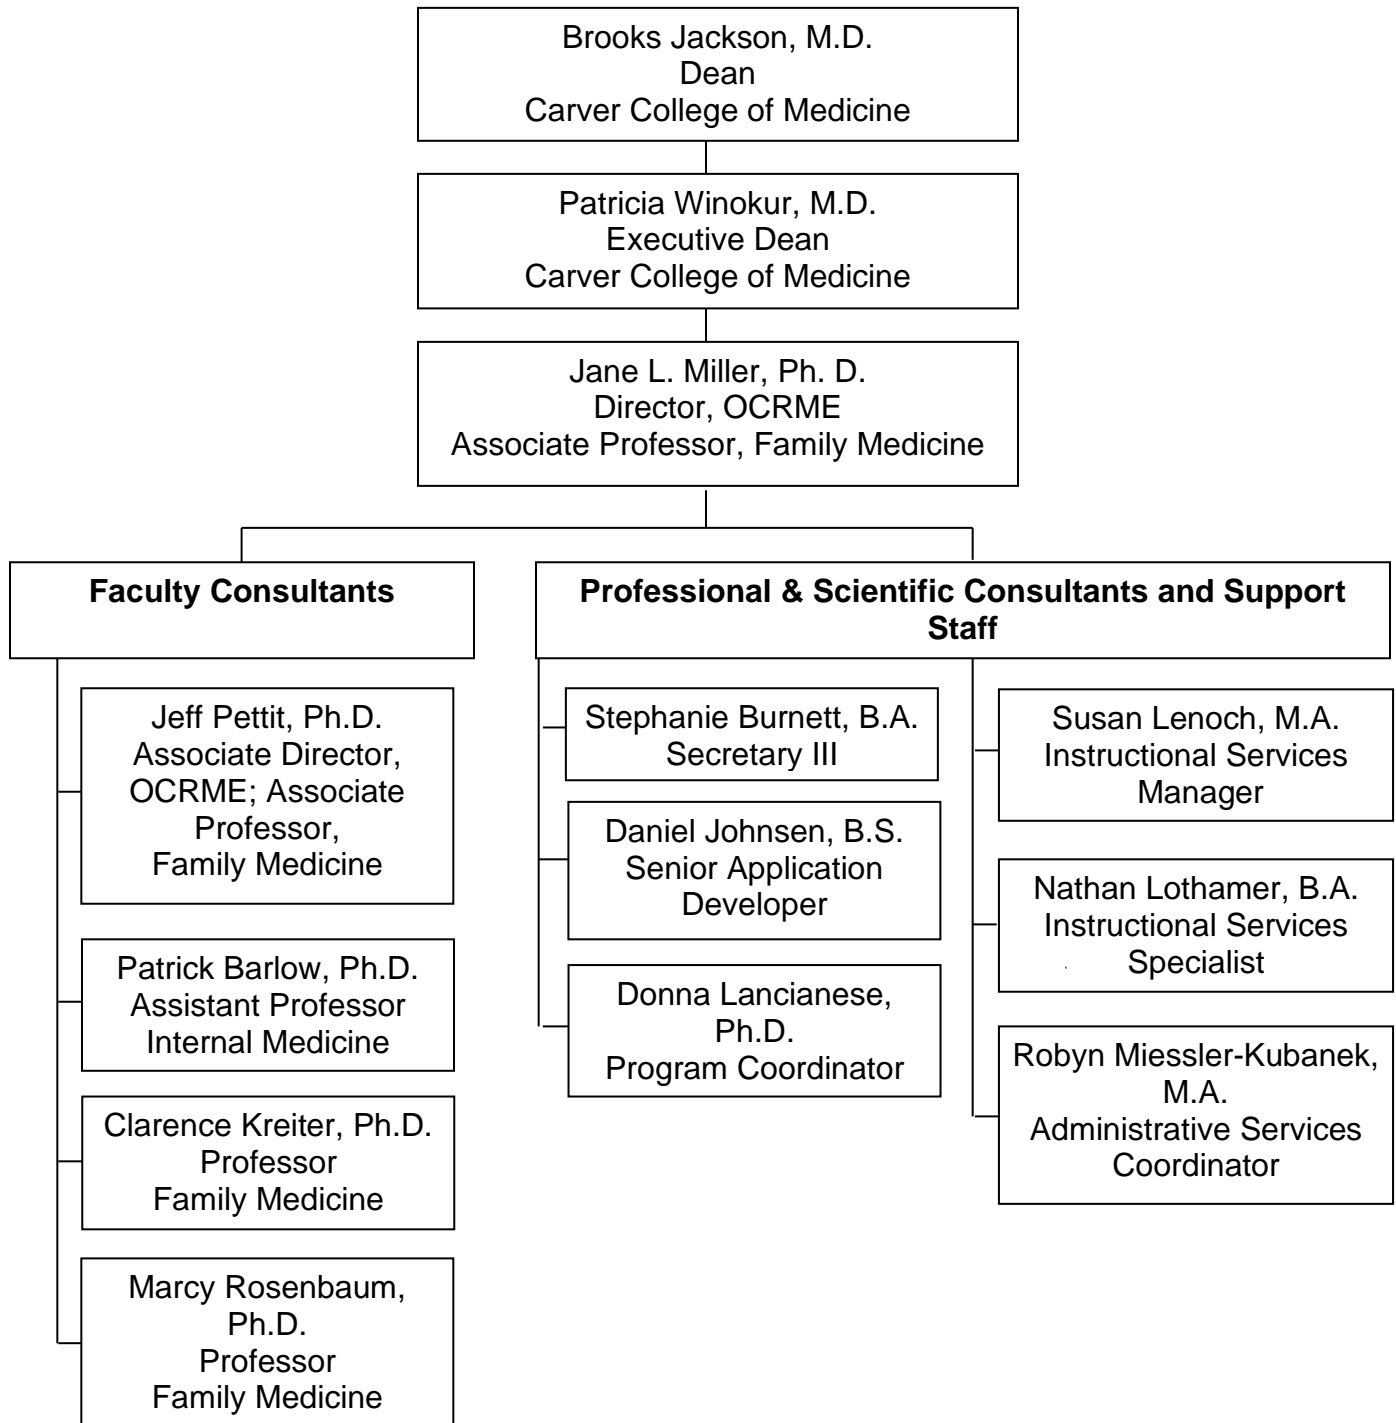 Brooks Jackson, M.D.
Dean
Carver College of Medicine
Patricia Winokur, M.D.
Executive Dean
Carver College of Medicine
Jane L. Miller, Ph. D.
Director, OCRME
Associate Professor, Family Medicine
Faculty Consultants
Jeff Pettit, Ph.D.
Associate Director,
OCRME; Associate
Professor,
Family Medicine
Patrick Barlow, Ph.D.
Assistant Professor
Internal Medicine
Clarence Kreiter, Ph.D.
Professor
Family Medicine
Marcy Rosenbaum,
Ph.D.
Professor
Family Medicine
Professional & Scientific Consultants and Support
Staff
Stephanie Burnett, B.A.
Secretary III
Daniel Johnsen, B.S.
Senior Application
Developer
Donna Lancianese,
Ph.D.
Program Coordinator
Susan Lenoch, M.A.
Instructional Services
Manager
Nathan Lothamer, B.A.
Instructional Services
Specialist
Robyn Miessler-Kubanek,
M.A.
Administrative Services
Coordinator